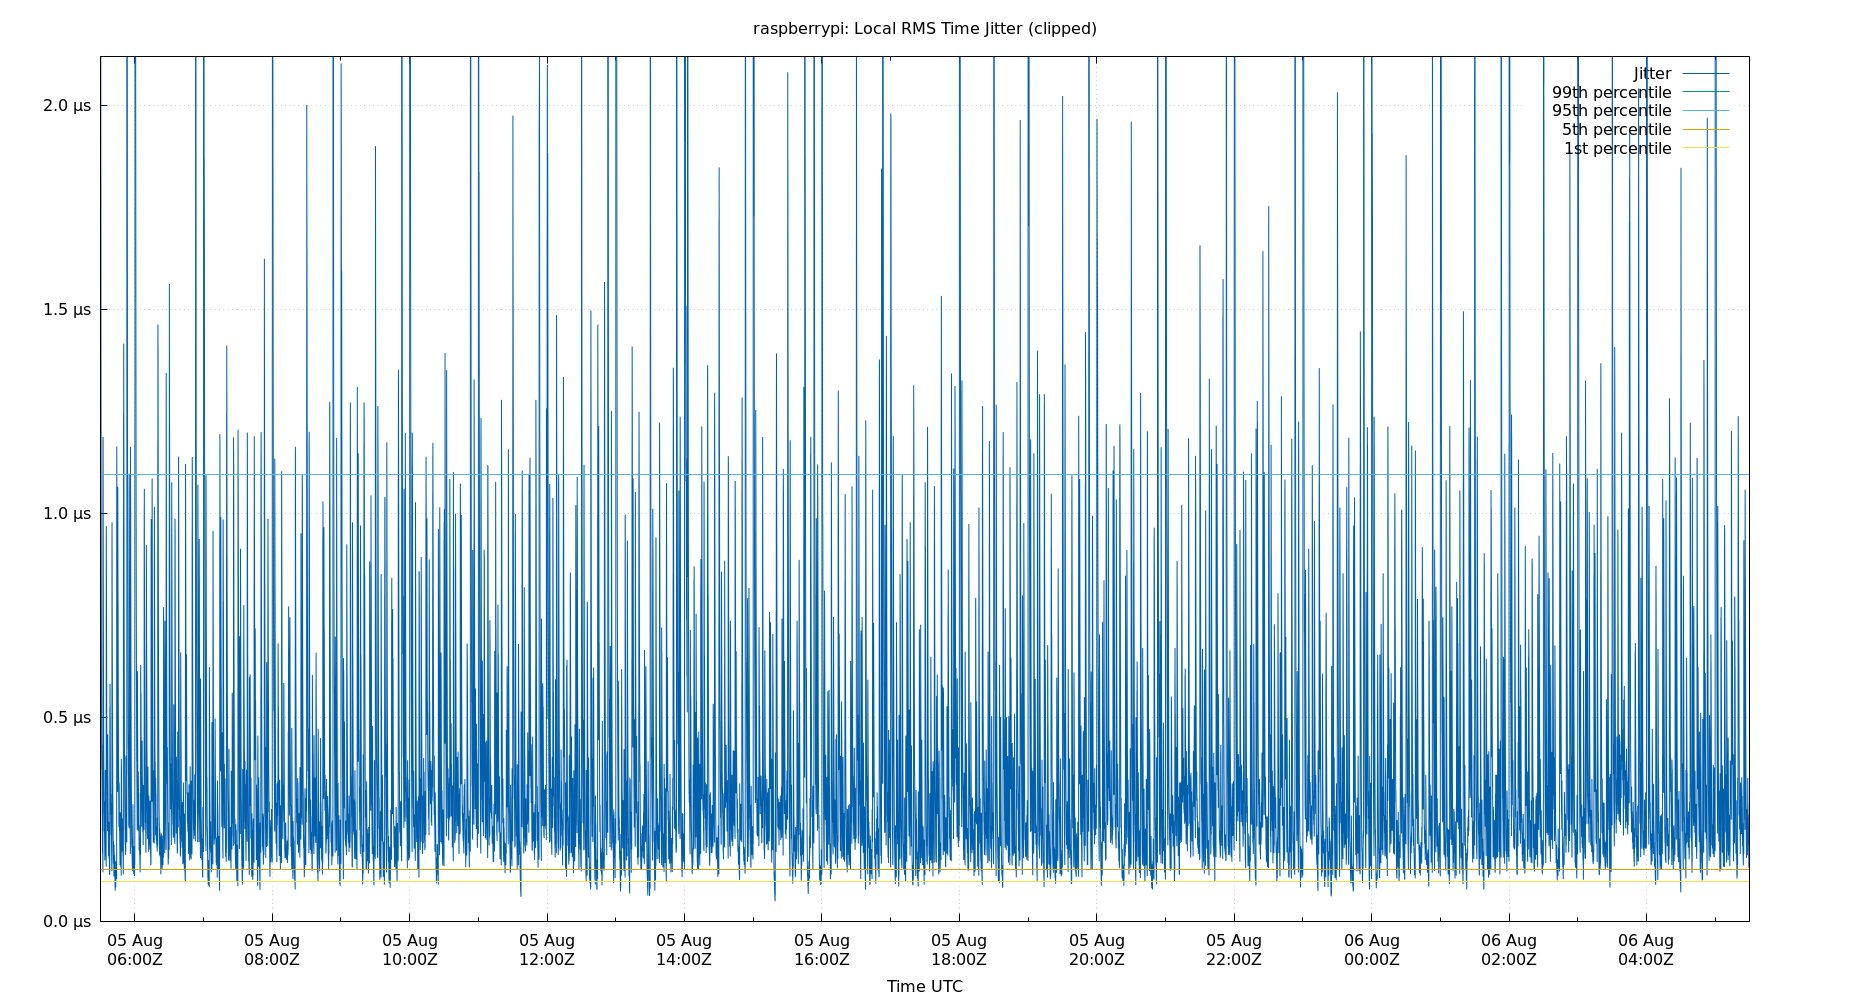 raspberrypi: Local RMS Time Jitter (clipped)
Jitter
99th percentile
95th percentile
5th percentile
1st percentile
2.0 µs
1.5 µs
1.0 µs
0.5 µs
0.0 µs
05 Aug 05 Aug 05 Aug 05 Aug 05 Aug 05 Aug 05 Aug 05 Aug 05 Aug 06 Aug 06 Aug 06 Aug
06:00Z 08:00Z 10:00Z 12:00Z 14:00Z 16:00Z 18:00Z 20:00Z 22:00Z 00:00Z 02:00Z 04:00Z
Time UTC